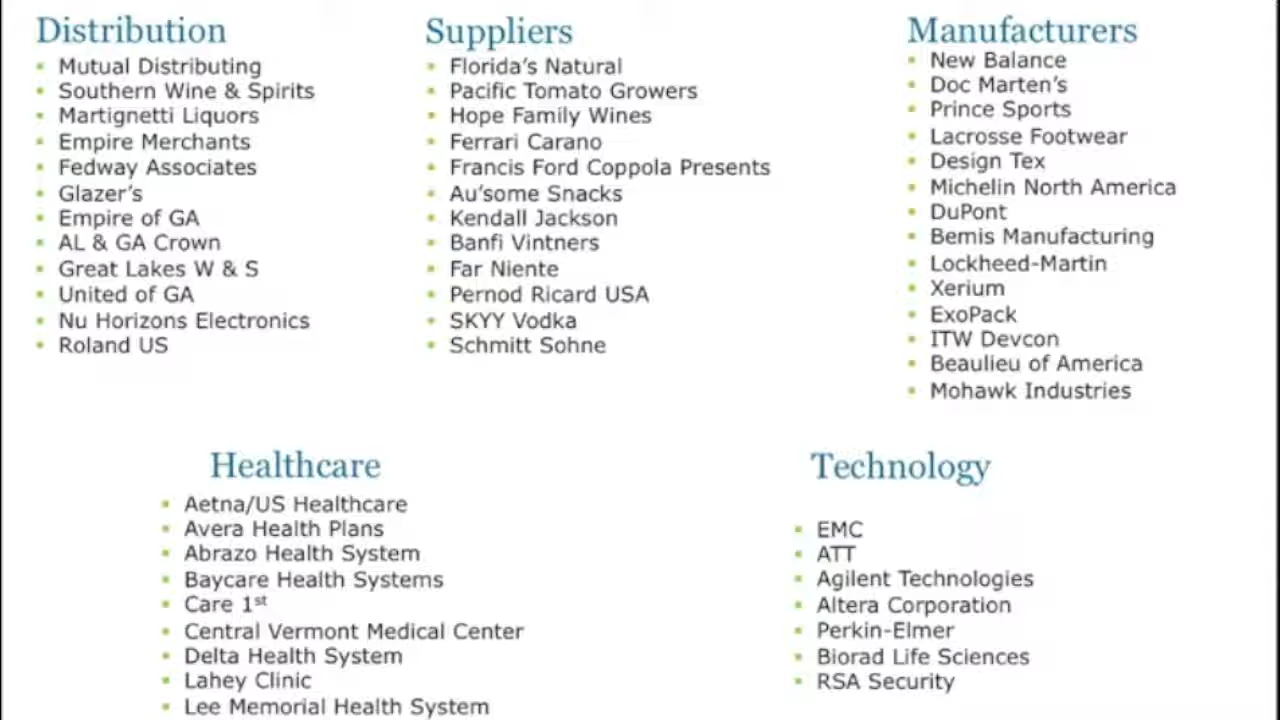 Distribution
Mutual Distributing
Southern Wine & Spirits
Martignetti Liquors
Empire Merchants
Fedway Associates
Glazer's
Empire of GA
AL & GA Crown
Great Lakes W & S
United of GA
Nu Horizons Electronics
Roland US
Suppliers
Florida's Natural
Pacific Tomato Growers
Hope Family Wines
Ferrari Carano
Francis Ford Coppola Presents
Au'some Snacks
Kendall Jackson
Banfi Vintners
Far Niente
Pernod Ricard USA
SKYY Vodka
Schmitt Sohne
Manufacturers
New Balance
Doc Marten's
Prince Sports
Lacrosse Footwear
Design Tex
Michelin North America
DuPont
Bemis Manufacturing
Lockheed-Martin
Xerium
ExoPack
ITW Devcon
Beaulieu of America
Mohawk Industries
Healthcare
Aetna/US Healthcare
Avera Health Plans
Abrazo Health System
Baycare Health Systems
Care 1st
Central Vermont Medical Center
Delta Health System
Lahey Clinic
Lee Memorial Health System
Technology
EMC
ATT
Agilent Technologies
Altera Corporation
Perkin-Elmer
Biorad Life Sciences
RSA Security